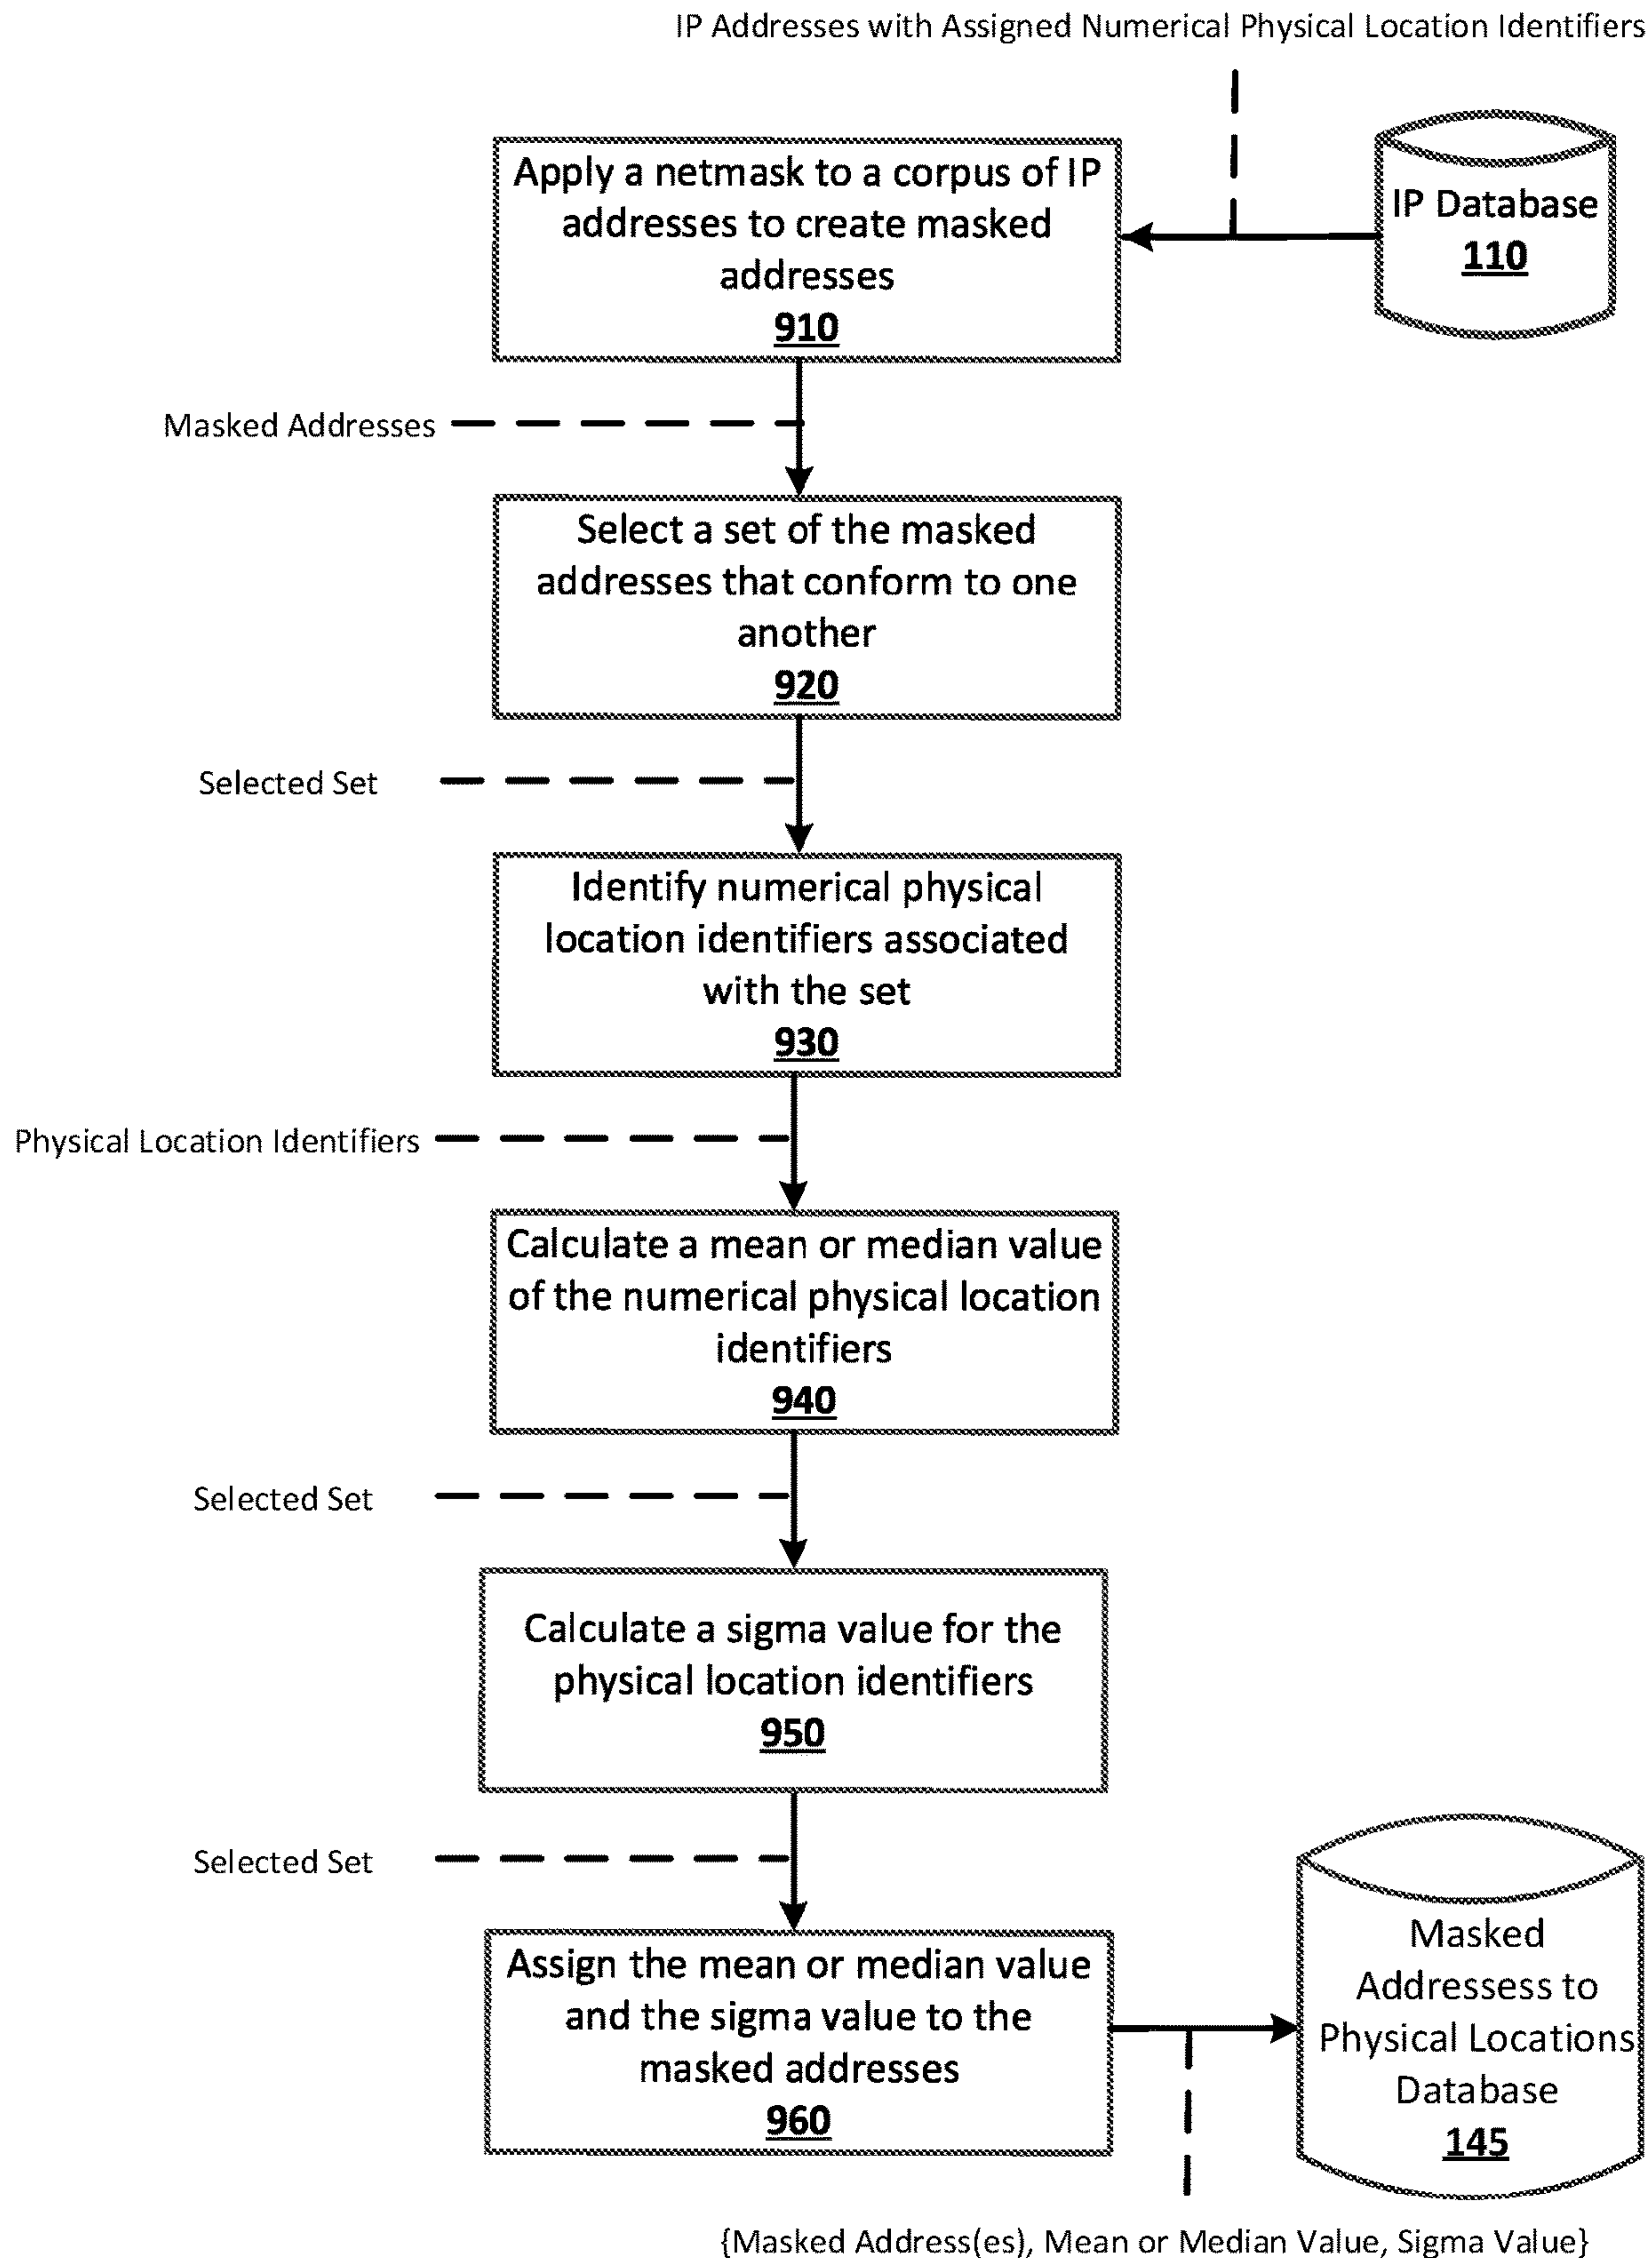 IP Addresses with Assigned Numerical Physical Location Identifiers
Apply a netmask to a corpus of IP
addresses to create masked
addresses
910
IP Database
110
Masked Addresses
Select a set of the masked
addresses that conform to one
another
920
Selected Set
Identify numerical physical
location identifiers associated
with the set
930
Physical Location Identifiers
Calculate a mean or median value
of the numerical physical location
identifiers
940
Selected Set
Calculate a sigma value for the
physical location identifiers
950
Selected Set
Assign the mean or median value
and the sigma value to the
masked addresses
960
Masked
Addressess to
Physical Locations
Database
145
{Masked Address(es), Mean or Median Value, Sigma Value}